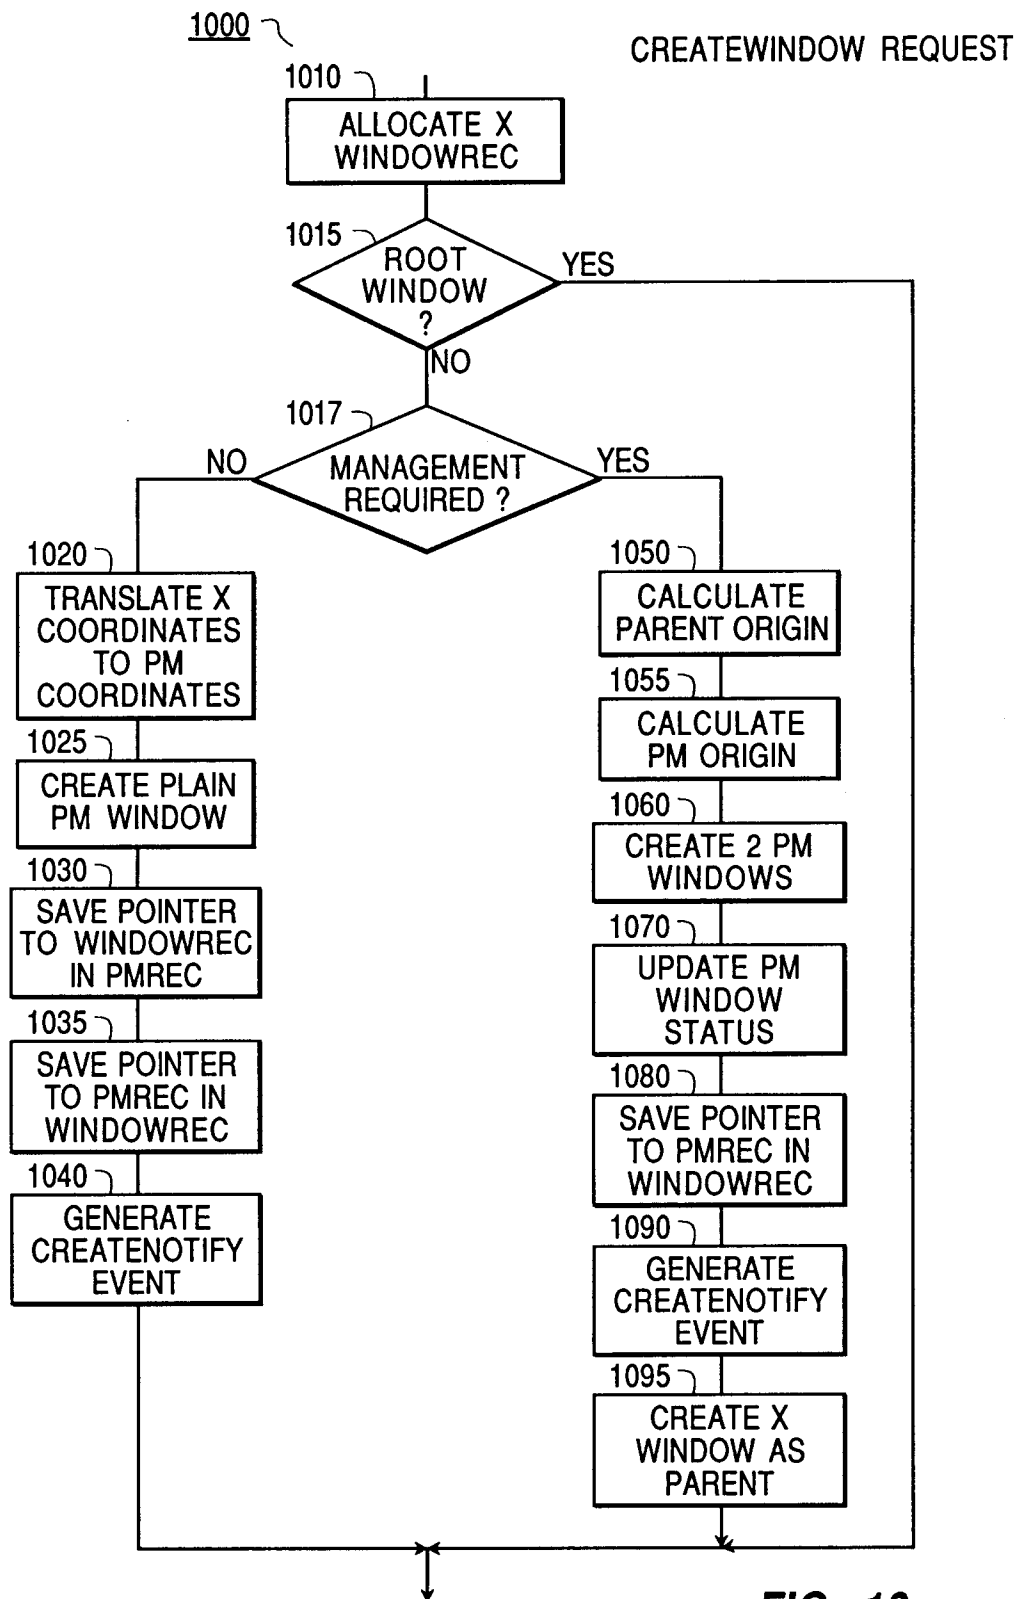 1000
CREATEWINDOW REQUEST
1010
ALLOCATE X
WINDOWREC
1015
ROOT
WINDOW
?
YES
NO
1017
MANAGEMENT
REQUIRED ?
NO
YES
1020
TRANSLATE X
COORDINATES
TO PM
COORDINATES
1025
CREATE PLAIN
PM WINDOW
1030
SAVE POINTER
TO WINDOWREC
IN PMREC
1035
SAVE POINTER
TO PMREC IN
WINDOWREC
1040
GENERATE
CREATENOTIFY
EVENT
1050
CALCULATE
PARENT ORIGIN
1055
CALCULATE
PM ORIGIN
1060
CREATE 2 PM
WINDOWS
1070
UPDATE PM
WINDOW
STATUS
1080
SAVE POINTER
TO PMREC IN
WINDOWREC
1090
GENERATE
CREATENOTIFY
EVENT
1095
CREATE X
WINDOW AS
PARENT
FIG.